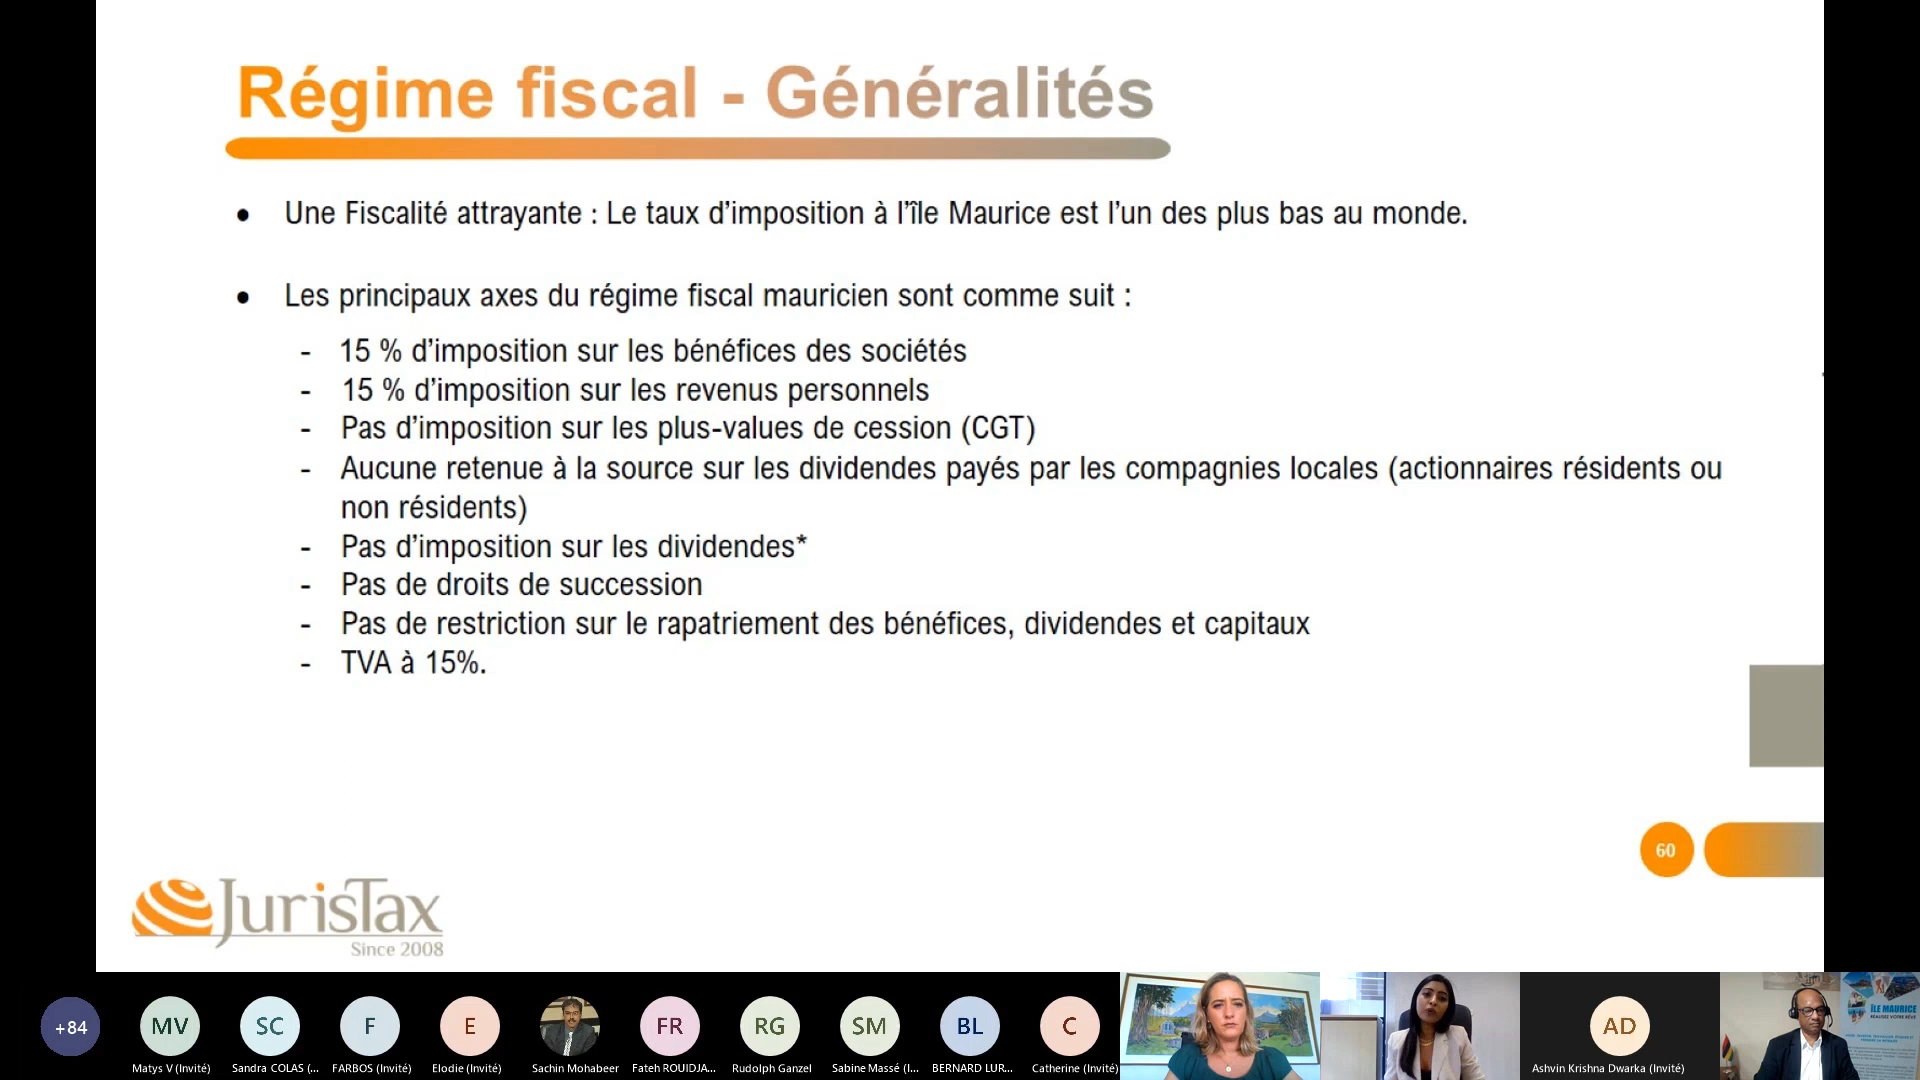 Régime fiscal - Généralités
• Une Fiscalité attrayante : Le taux d’imposition à l’île Maurice est l’un des plus bas au monde.
• Les principaux axes du régime fiscal mauricien sont comme suit :
- 15 % d’imposition sur les bénéfices des sociétés
- 15 % d’imposition sur les revenus personnels
- Pas d’imposition sur les plus-values de cession (CGT)
- Aucune retenue à la source sur les dividendes payés par les compagnies locales (actionnaires résidents ou
non résidents)
- Pas d’imposition sur les dividendes*
- Pas de droits de succession
- Pas de restriction sur le rapatriement des bénéfices, dividendes et capitaux
- TVA à 15%.
60
JurisTax
Since 2008
+84
MV
SC
F
E
FR
RG
SM
BL
C
AD
ÎLE MAURICE
Matys V (Invité)
Sandra COLAS (...
FARBOS (Invité)
Elodie (Invité)
Sachin Mohabeer
Fateh ROUIDJA...
Rudolph Ganzel
Sabine Massé (I...
BERNARD LUR...
Catherine (Invité)
Ashvin Krishna Dwarka (Invité)